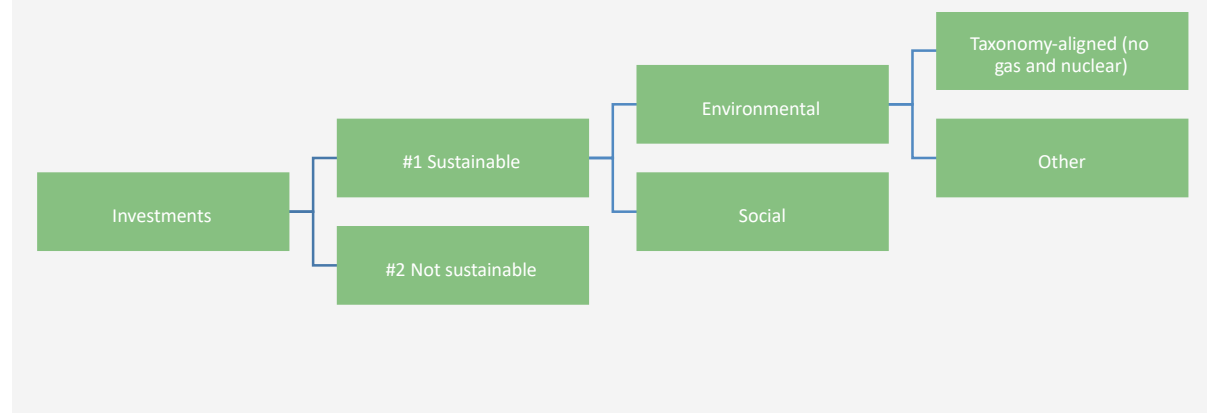 Investments
#1 Sustainable
#2 Not sustainable
Environmental
Social
Taxonomy-aligned (no
gas and nuclear)
Other